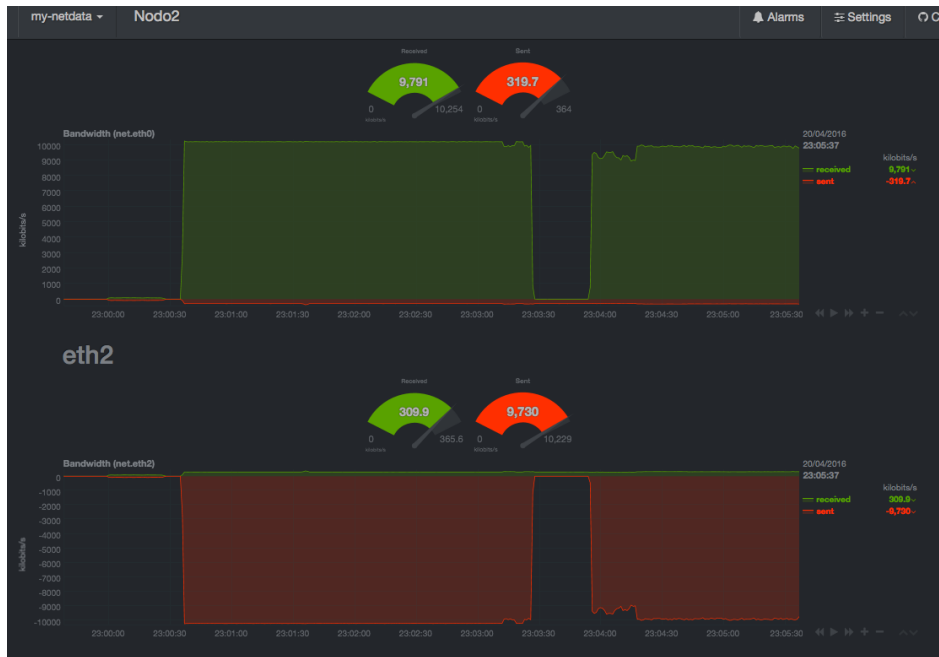 my-netdata Nodo2 Alarms Settings
Received Sent
9,791 319.7
0 10,254 0 364
kilobits/s kilobits/s
Bandwidth (net.eth0) 20/04/2016
23:05:37
kilobits/s
received 9,791
sent -319.7
10000
9000
8000
7000
6000
5000
4000
3000
2000
1000
0
kilobits/s
23:00:00 23:00:30 23:01:00 23:01:30 23:02:00 23:02:30 23:03:00 23:03:30 23:04:00 23:04:30 23:05:00 23:05:30
eth2
Received Sent
309.9 9,730
0 365.6 0 10,229
kilobits/s kilobits/s
Bandwidth (net.eth2) 20/04/2016
23:05:37
kilobits/s
received 309.9
sent -9,730
0
-1000
-2000
-3000
-4000
-5000
-6000
-7000
-8000
-9000
-10000
kilobits/s
23:00:00 23:00:30 23:01:00 23:01:30 23:02:00 23:02:30 23:03:00 23:03:30 23:04:00 23:04:30 23:05:00 23:05:30